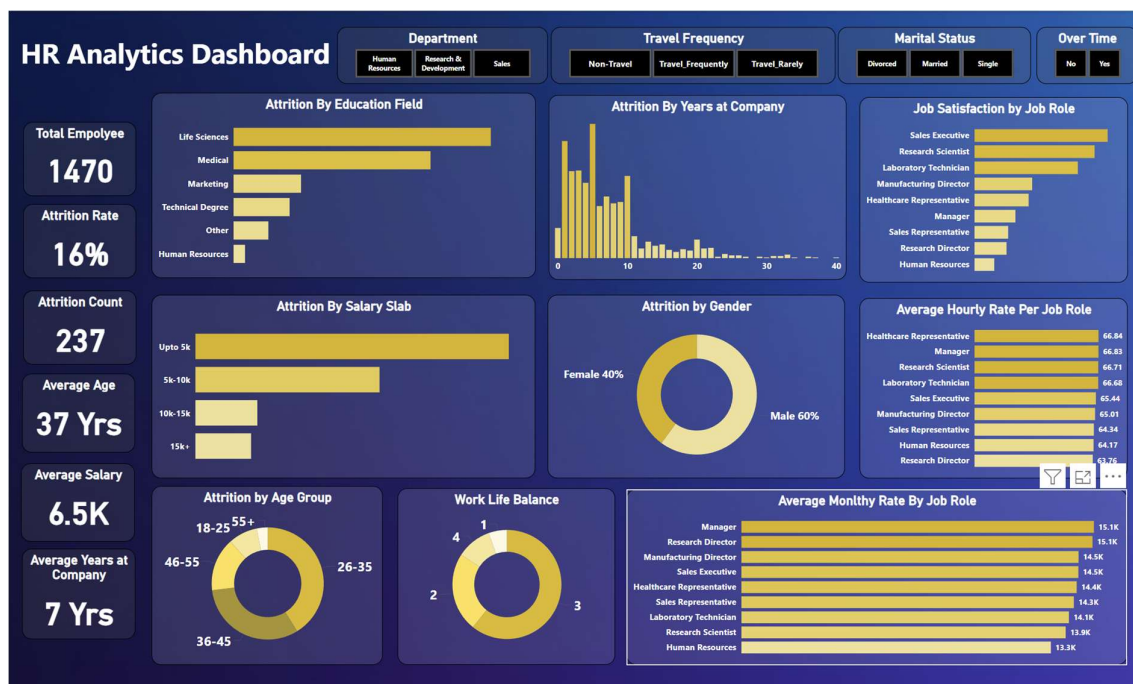 HR Analytics Dashboard
Department
Human
Resources
Research &
Development
Sales
Travel Frequency
Non-Travel
Travel_Frequently
Travel_Rarely
Marital Status
Divorced
Married
Single
Over Time
No
Yes
Total Empolyee
1470
Attrition Rate
16%
Attrition Count
237
Average Age
37 Yrs
Average Salary
6.5K
Average Years at
Company
7 Yrs
Attrition By Education Field
Life Sciences
Medical
Marketing
Technical Degree
Other
Human Resources
Attrition By Years at Company
0
10
20
30
40
Job Satisfaction by Job Role
Sales Executive
Research Scientist
Laboratory Technician
Manufacturing Director
Healthcare Representative
Manager
Sales Representative
Research Director
Human Resources
Attrition By Salary Slab
Upto 5k
5k-10k
10k-15k
15k+
Attrition by Gender
Female 40%
Male 60%
Average Hourly Rate Per Job Role
Healthcare Representative 66.84
Manager 66.83
Research Scientist 66.71
Laboratory Technician 66.68
Sales Executive 65.44
Manufacturing Director 65.01
Sales Representative 64.34
Human Resources 64.17
Research Director 63.76
Attrition by Age Group
18-25
55+
46-55
26-35
36-45
Work Life Balance
1
4
2
3
Average Monlthy Rate By Job Role
Manager 15.1K
Research Director 15.1K
Manufacturing Director 14.5K
Sales Executive 14.5K
Healthcare Representative 14.4K
Sales Representative 14.3K
Laboratory Technician 14.1K
Research Scientist 13.9K
Human Resources 13.3K